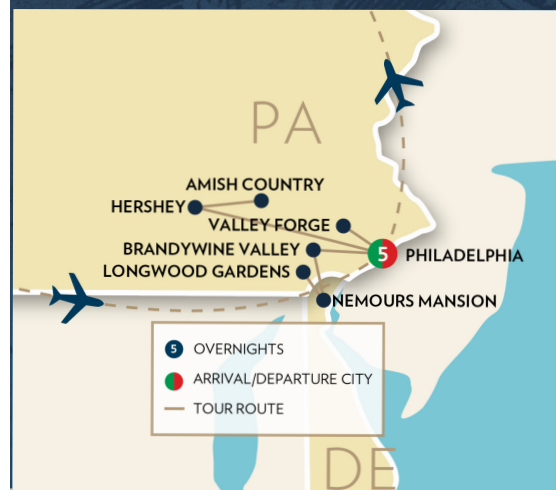 PA
AMISH COUNTRY
HERSHEY
VALLEY FORGE
BRANDYWINE VALLEY
5 PHILADELPHIA
LONGWOOD GARDENS
NEMOURS MANSION
5 OVERNIGHTS
ARRIVAL/DEPARTURE CITY
TOUR ROUTE
DE